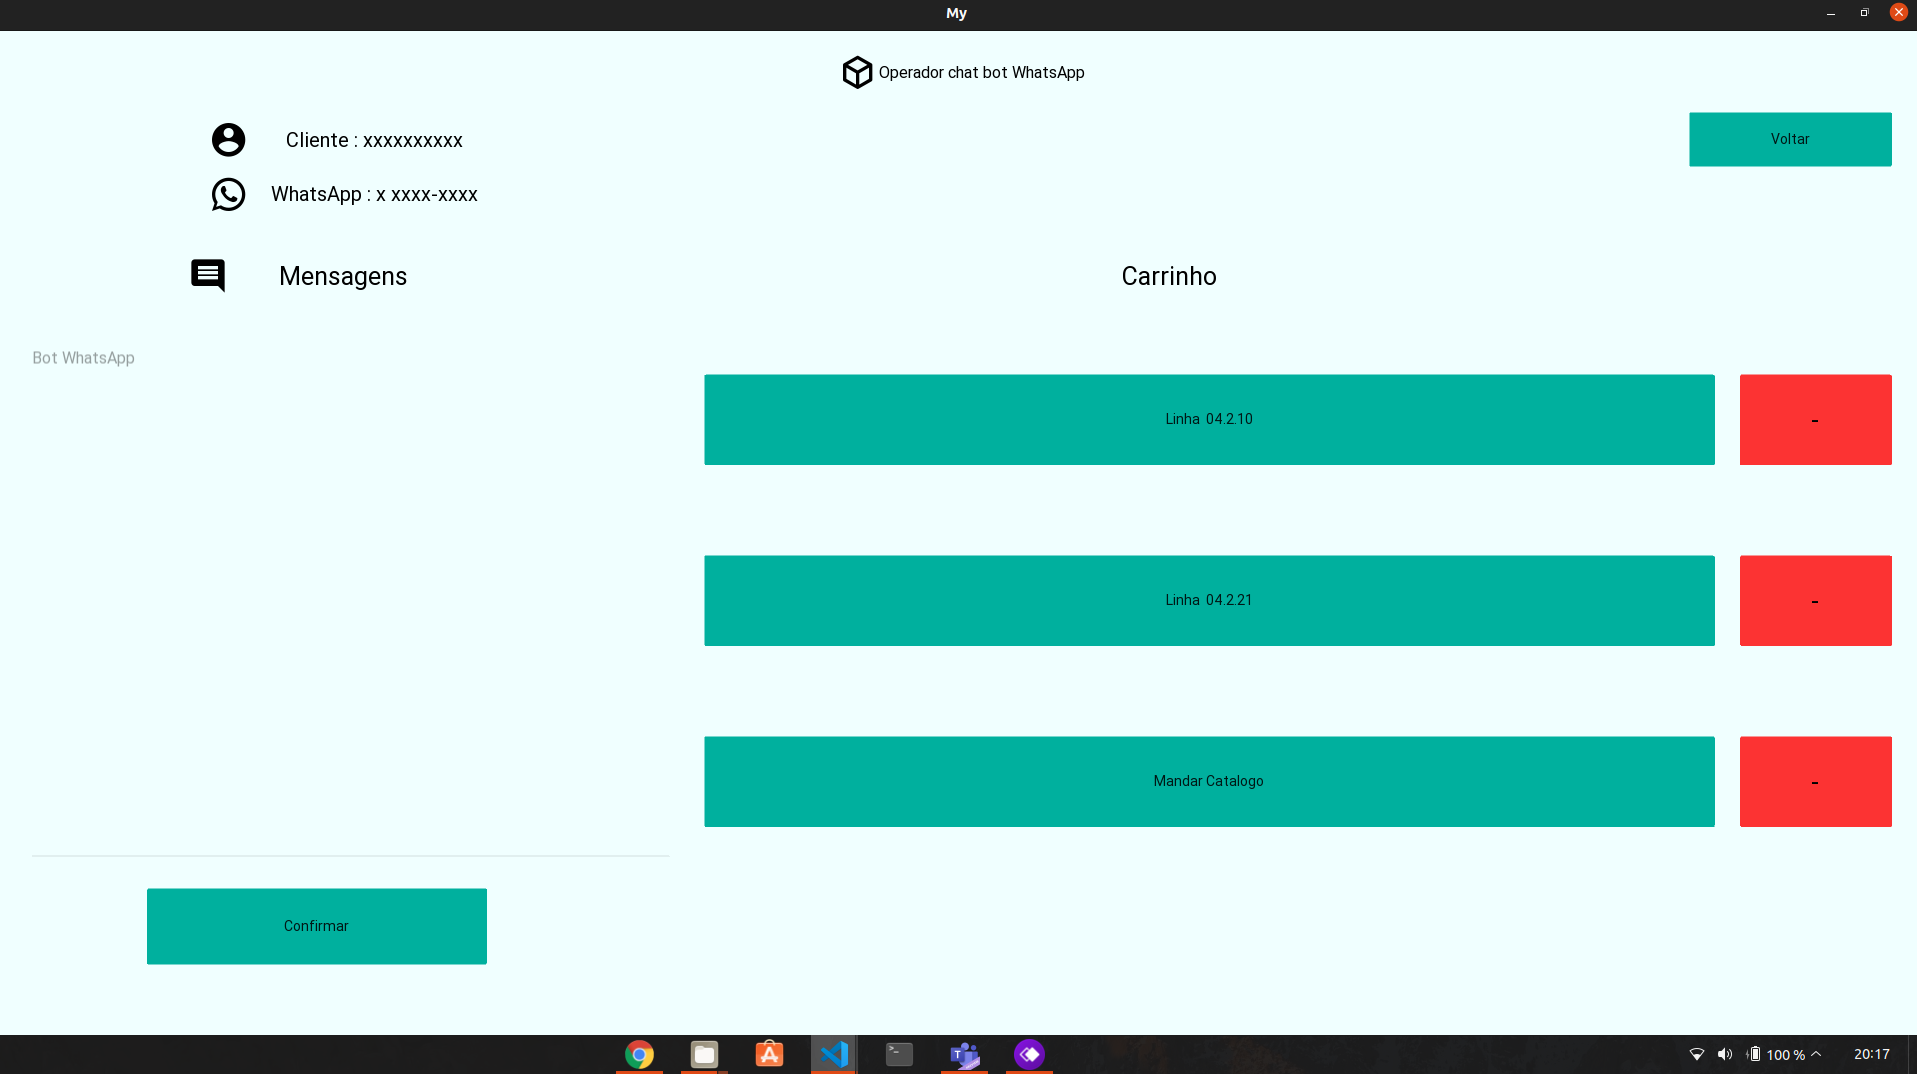 My
Operador chat bot WhatsApp
Cliente : xxxxxxxxxx
Voltar
WhatsApp : x xxxx-xxxx
Mensagens
Carrinho
Bot WhatsApp
Linha 04.2.10
-
Linha 04.2.21
-
Mandar Catalogo
-
Confirmar
100 %
20:17